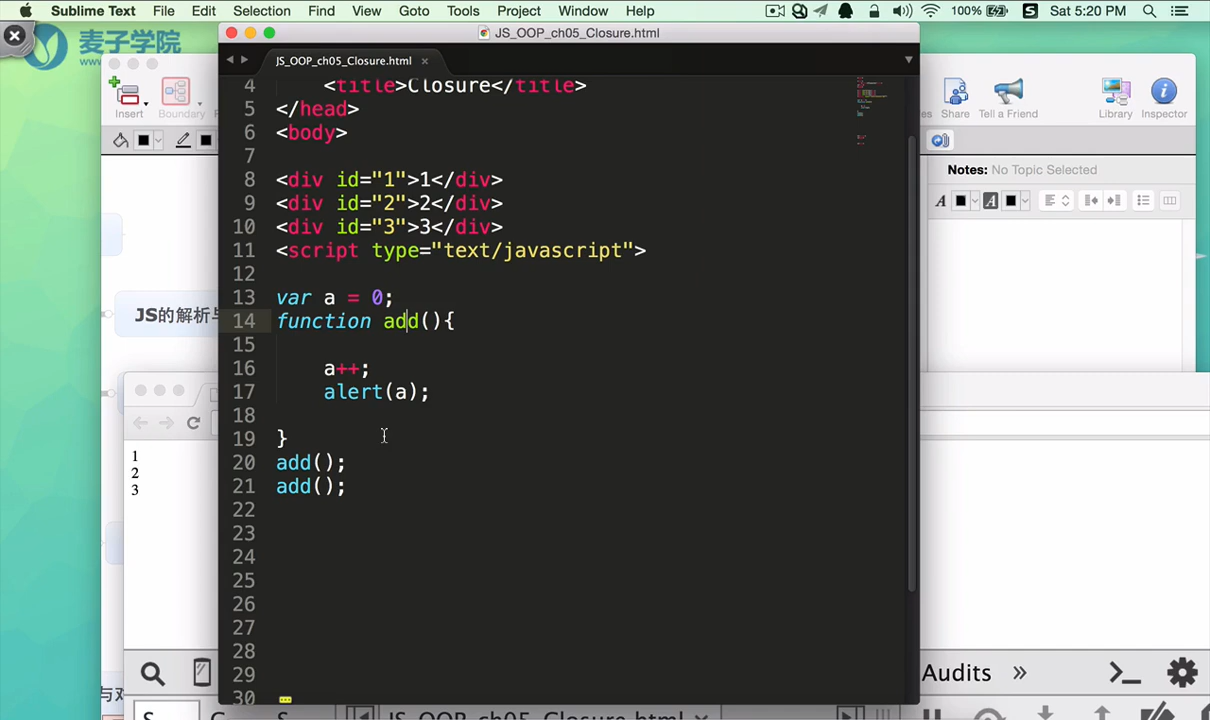 Sublime Text File Edit Selection Find View Goto Tools Project Window Help 100% Sat 5:20 PM
麦子学院
JS_OOP_ch05_Closure.html
JS_OOP_ch05_Closure.html
Insert Boundary Share Tell a Friend Library Inspector
4 <title>Closure</title>
5 </head>
6 <body>
7
8 <div id="1">1</div>
9 <div id="2">2</div>
10 <div id="3">3</div>
11 <script type="text/javascript">
12
13 var a = 0;
14 function add(){
15
16 a++;
17 alert(a);
18
19 }
20 add();
21 add();
22
23
24
25
26
27
28
29
30
Notes: No Topic Selected
JS的解析与
1
2
3
Audits
与对
JS_OOP_ch05_Closure.html